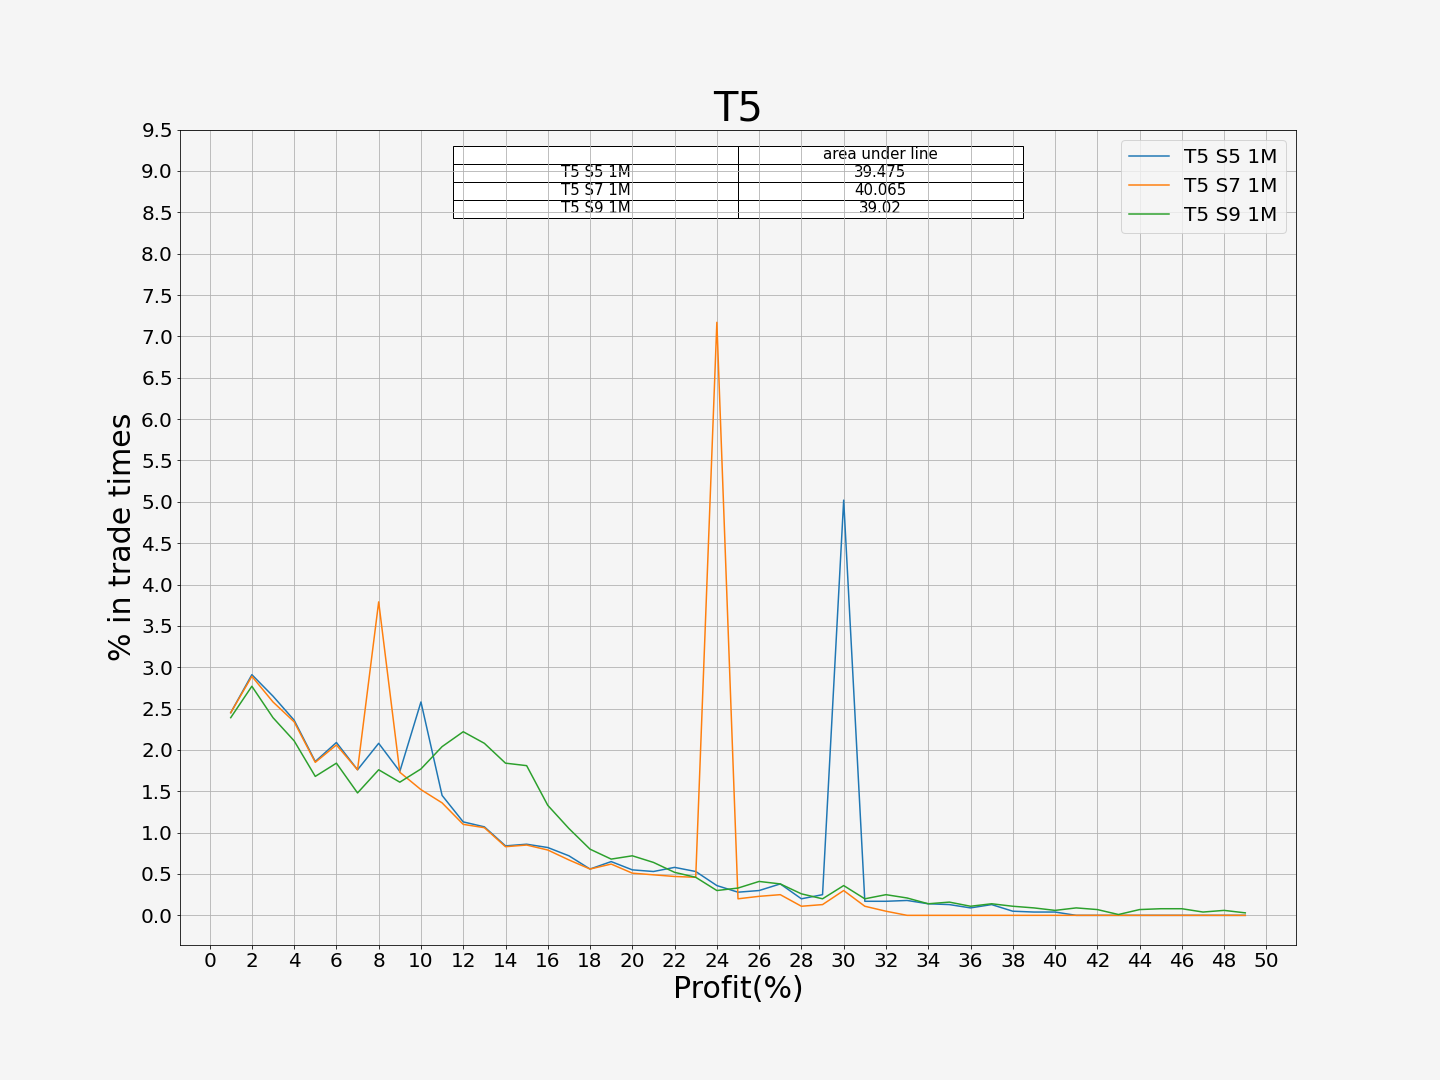 T5
area under line
T5 S5 1M 39.475
T5 S7 1M 40.065
T5 S9 1M 39.02
T5 S5 1M
T5 S7 1M
T5 S9 1M
9.5
9.0
8.5
8.0
7.5
7.0
6.5
6.0
5.5
5.0
4.5
4.0
3.5
3.0
2.5
2.0
1.5
1.0
0.5
0.0
% in trade times
0 2 4 6 8 10 12 14 16 18 20 22 24 26 28 30 32 34 36 38 40 42 44 46 48 50
Profit(%)